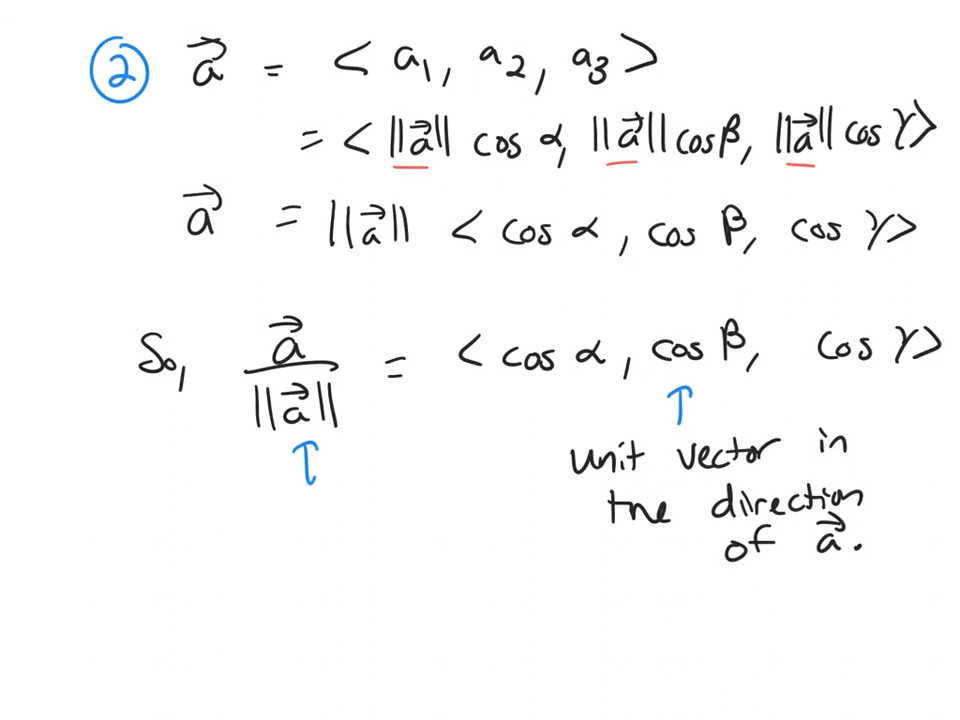 ② a⃗ = < a₁, a₂, a₃ >
= < ||a⃗|| cos α, ||a⃗|| cos β, ||a⃗|| cos γ >
a⃗ = ||a⃗|| < cos α, cos β, cos γ >
So, a⃗ / ||a⃗|| = < cos α, cos β, cos γ >
↑ ↑
unit vector in
the direction
of a⃗.